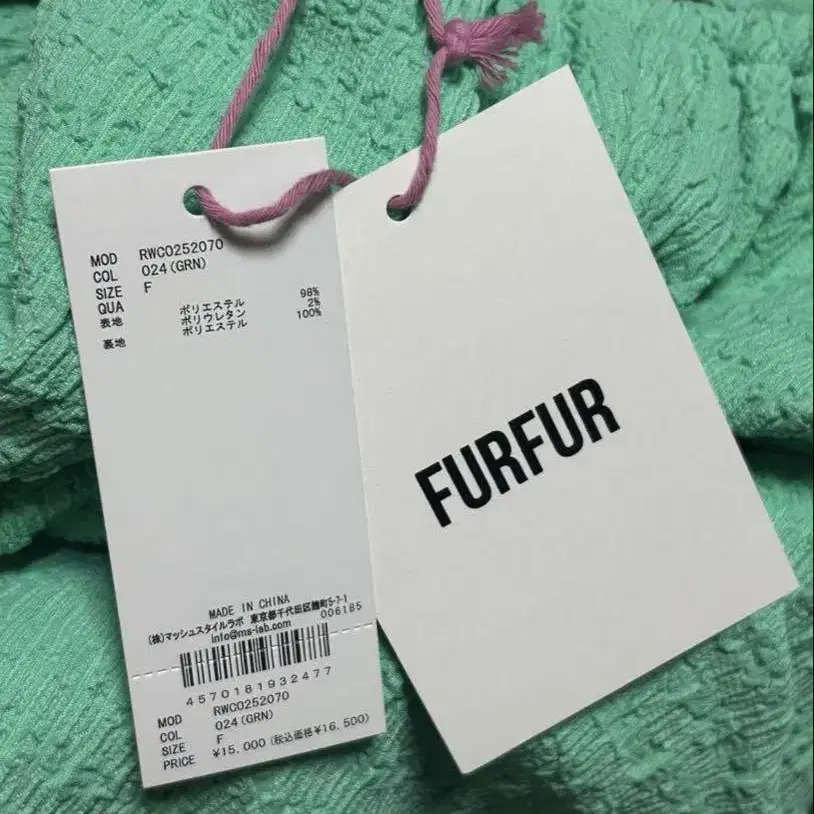 MOD RWCO252070
COL 024(GRN)
SIZE F
QUA
表地 ポリエステル 98%
ポリウレタン 2%
裏地 ポリエステル 100%
MADE IN CHINA
(株)マッシュスタイルラボ 東京都千代田区麹町5-7-1
info@ms-lab.com 006185
4570181932477
MOD RWCO252070
COL 024(GRN)
SIZE F
PRICE ¥15,000(税込価格¥16,500)
FURFUR